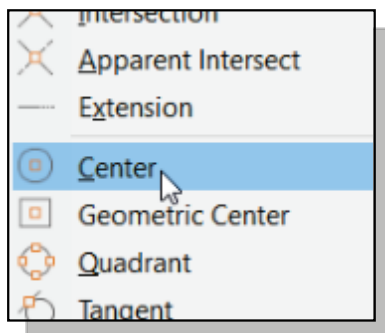 Intersection
Apparent Intersect
Extension
Center
Geometric Center
Quadrant
Tangent